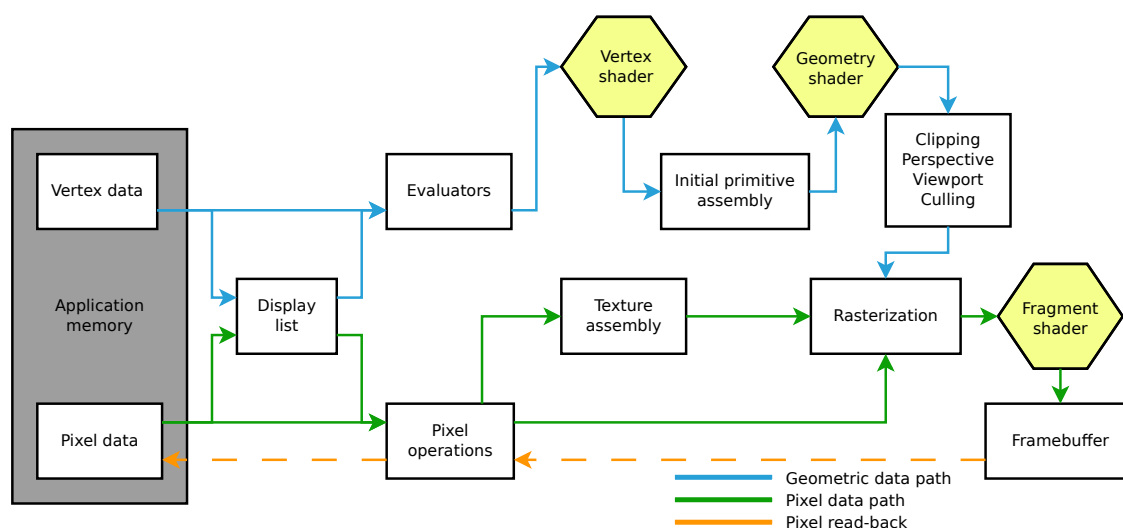 Vertex
shader
Geometry
shader
Vertex data
Evaluators
Initial primitive
assembly
Clipping
Perspective
Viewport
Culling
Application
memory
Display
list
Texture
assembly
Rasterization
Fragment
shader
Pixel data
Pixel
operations
Framebuffer
Geometric data path
Pixel data path
Pixel read-back